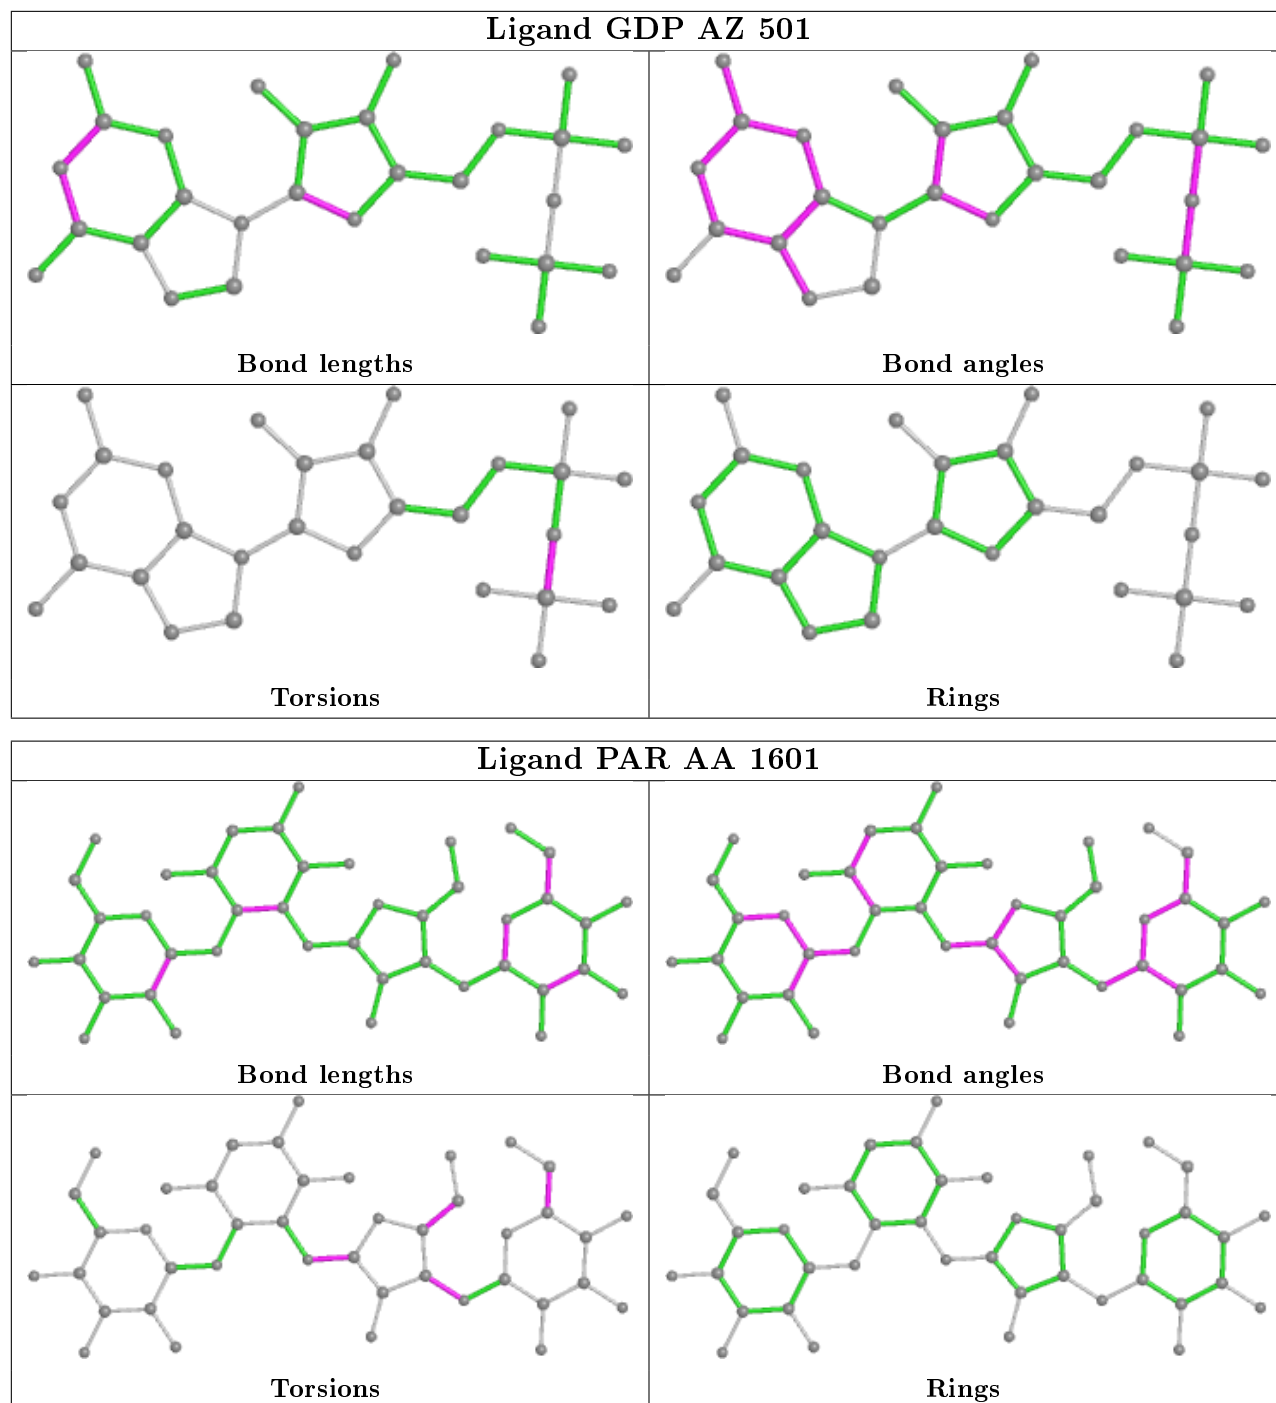 Ligand GDP AZ 501
Bond lengths
Bond angles
Torsions
Rings
Ligand PAR AA 1601
Bond lengths
Bond angles
Torsions
Rings